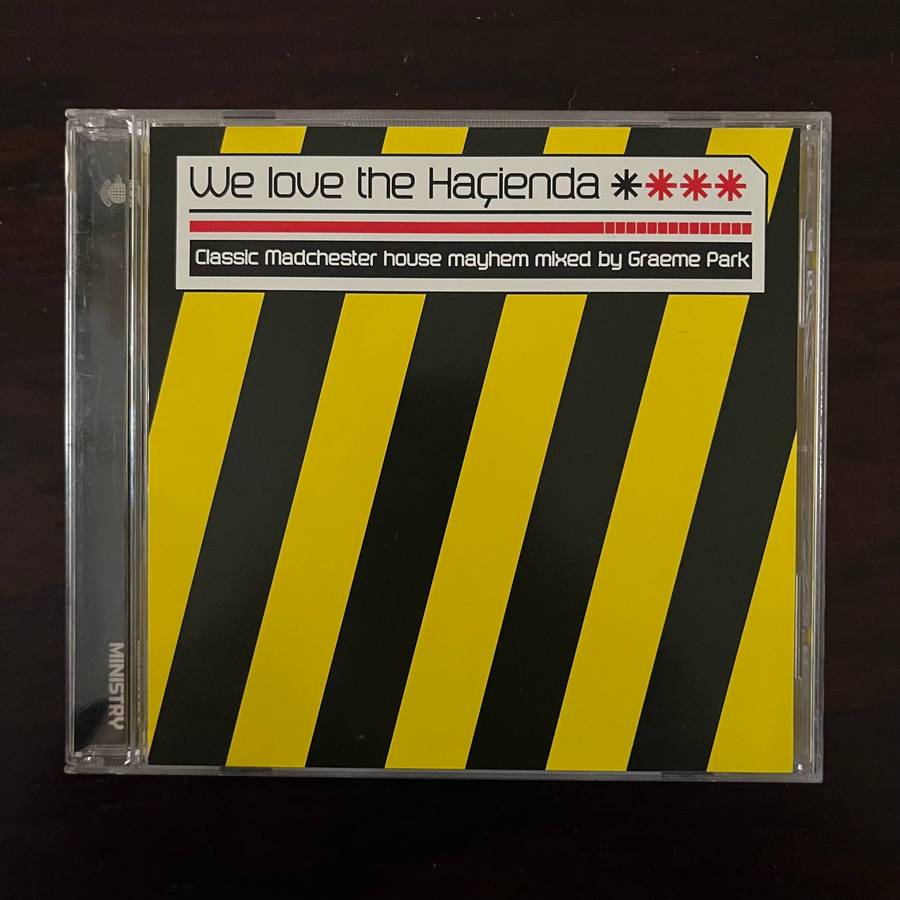 We love the Haçienda ****
Classic Madchester house mayhem mixed by Graeme Park
MINISTRY